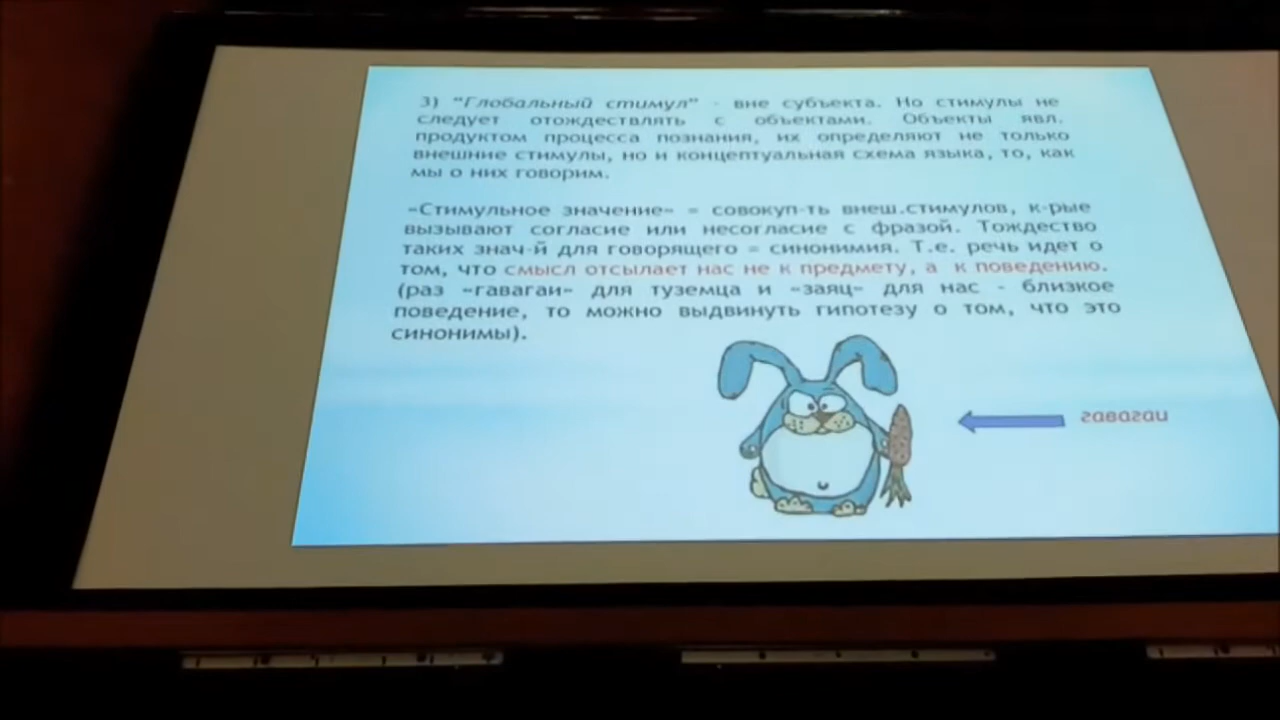 3) "Глобальный стимул" - вне субъекта. Но стимулы не
следует отождествлять с объектами. Объекты явл.
продуктом процесса познания, их определяют не только
внешние стимулы, но и концептуальная схема языка, то, как
мы о них говорим.
«Стимульное значение» = совокуп-ть внеш.стимулов, к-рые
вызывают согласие или несогласие с фразой. Тождество
таких знач-й для говорящего = синонимия. Т.е. речь идет о
том, что смысл отсылает нас не к предмету, а к поведению.
(раз «гавагаи» для туземца и «заяц» для нас - близкое
поведение, то можно выдвинуть гипотезу о том, что это
синонимы).
гавагаи